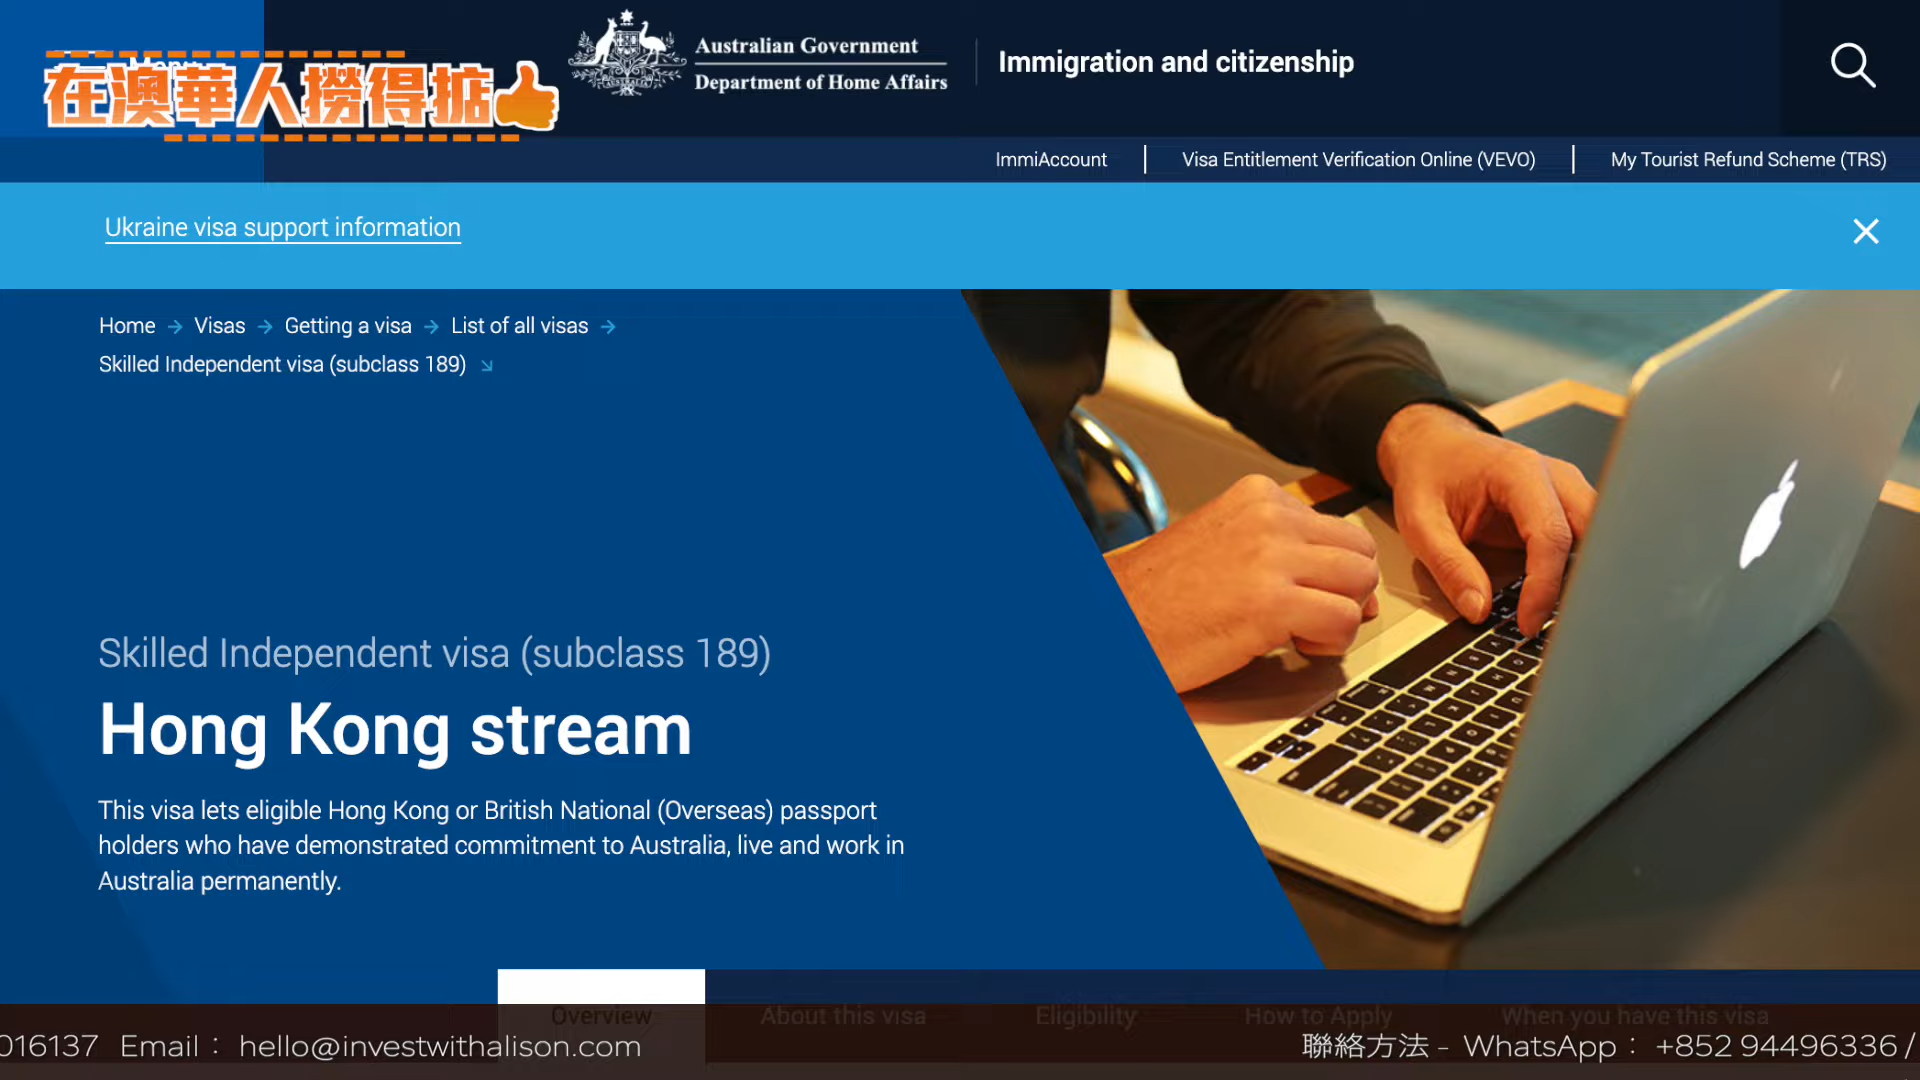 在澳華人撈得掂
Australian Government
Department of Home Affairs
Immigration and citizenship
ImmiAccount
Visa Entitlement Verification Online (VEVO)
My Tourist Refund Scheme (TRS)
Ukraine visa support information
Home
Visas
Getting a visa
List of all visas
Skilled Independent visa (subclass 189)
Skilled Independent visa (subclass 189)
Hong Kong stream
This visa lets eligible Hong Kong or British National (Overseas) passport
holders who have demonstrated commitment to Australia, live and work in
Australia permanently.
Overview
About this visa
Eligibility
How to Apply
When you have this visa
016137 Email： hello@investwithalison.com
聯絡方法 - WhatsApp： +852 94496336 /